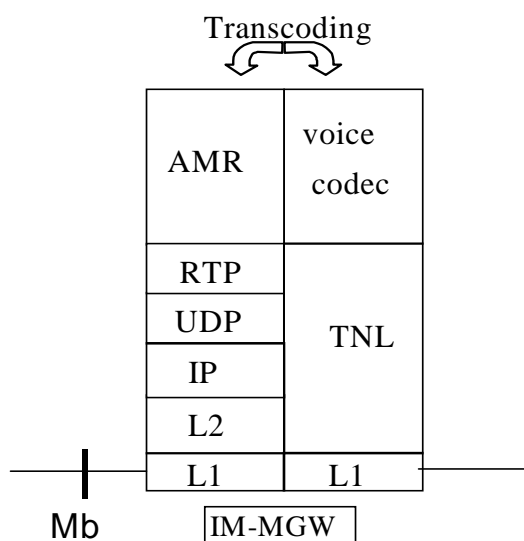 Transcoding
AMR
voice
codec
RTP
UDP
TNL
IP
L2
L1
L1
Mb
IM-MGW